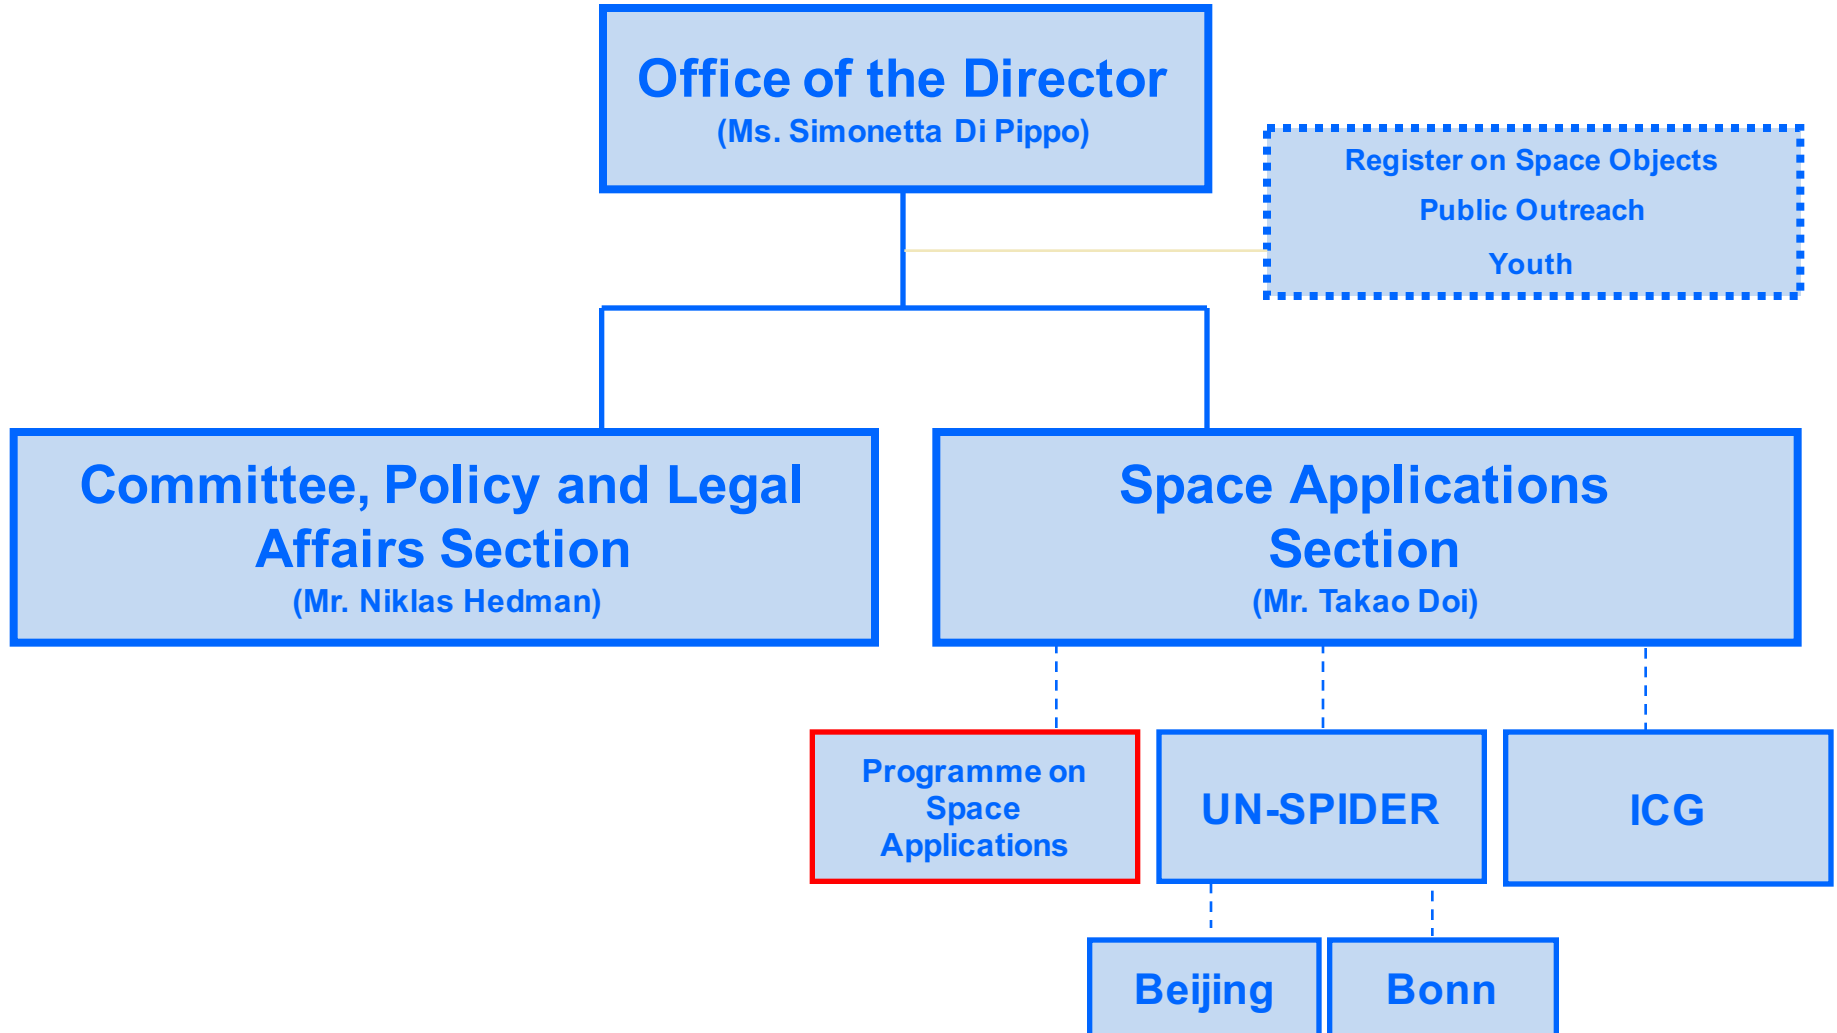 Office of the Director
(Ms. Simonetta Di Pippo)
Register on Space Objects
Public Outreach
Youth
Committee, Policy and Legal
Affairs Section
(Mr. Niklas Hedman)
Space Applications
Section
(Mr. Takao Doi)
Programme on
Space
Applications
UN-SPIDER
ICG
Beijing
Bonn